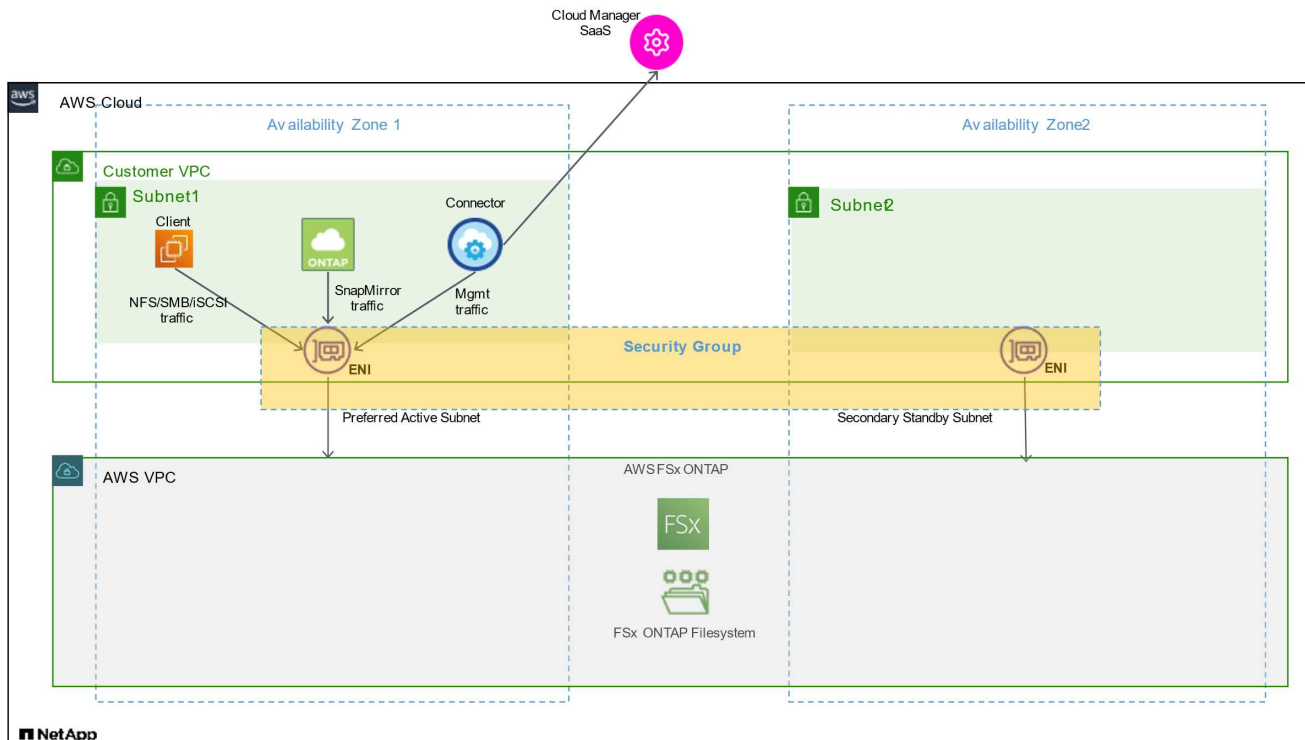 Cloud Manager
SaaS
aws
AWS Cloud
Availability Zone 1
Availability Zone2
Customer VPC
Subnet1
Subnet2
Client
Connector
ONTAP
NFS/SMB/iSCSI
traffic
SnapMirror
traffic
Mgmt
traffic
Security Group
ENI
ENI
Preferred Active Subnet
Secondary Standby Subnet
AWS VPC
AWS FSx ONTAP
FSx
FSx ONTAP Filesystem
NetApp